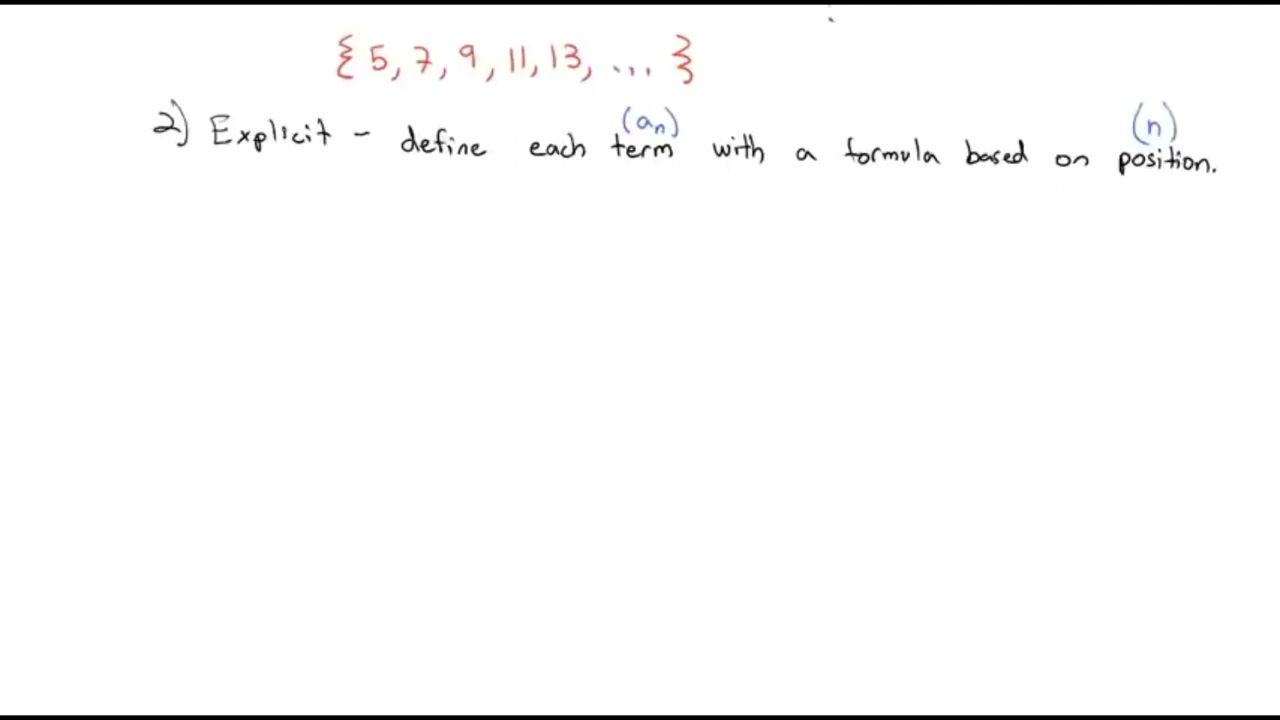 { 5, 7, 9, 11, 13, ... }
(aₙ) (n)
2) Explicit - define each term with a formula based on position.